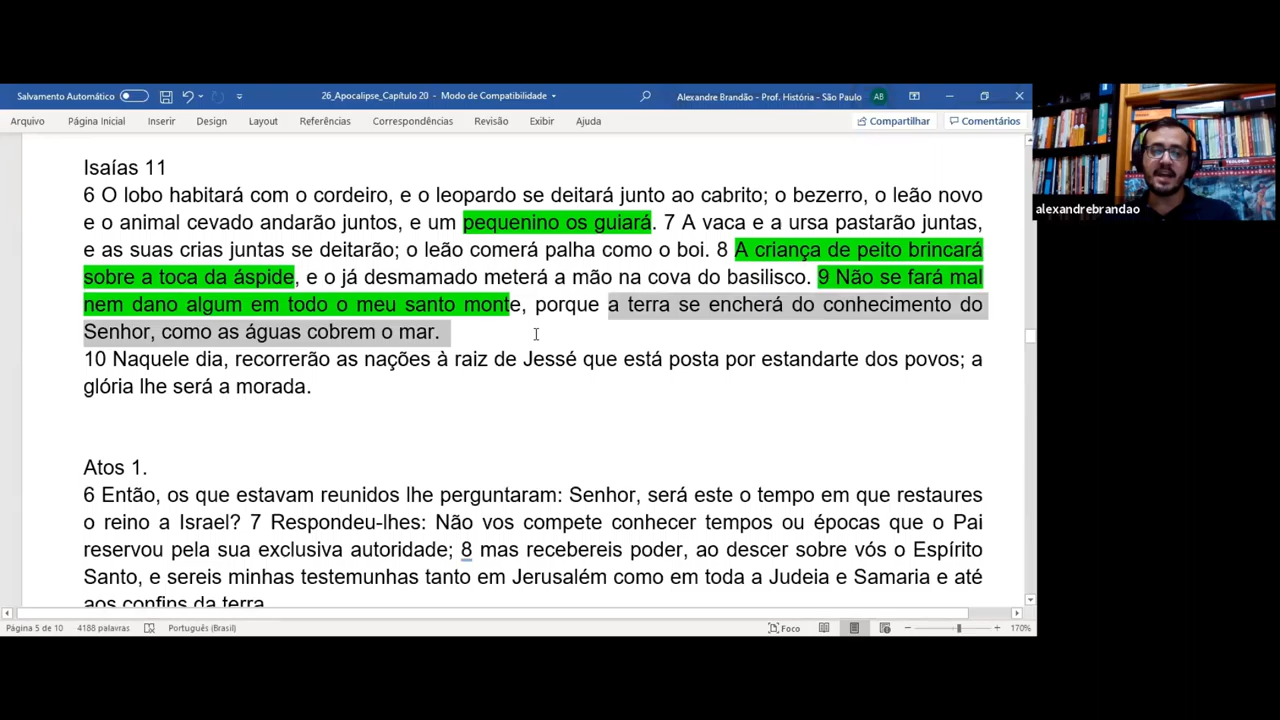 Salvamento Automático
26_Apocalipse_Capítulo 20 - Modo de Compatibilidade
Alexandre Brandão - Prof. História - São Paulo AB
Arquivo Página Inicial Inserir Design Layout Referências Correspondências Revisão Exibir Ajuda Compartilhar Comentários
Isaías 11
6 O lobo habitará com o cordeiro, e o leopardo se deitará junto ao cabrito; o bezerro, o leão novo
e o animal cevado andarão juntos, e um pequenino os guiará. 7 A vaca e a ursa pastarão juntas,
e as suas crias juntas se deitarão; o leão comerá palha como o boi. 8 A criança de peito brincará
sobre a toca da áspide, e o já desmamado meterá a mão na cova do basilisco. 9 Não se fará mal
nem dano algum em todo o meu santo monte, porque a terra se encherá do conhecimento do
Senhor, como as águas cobrem o mar.
10 Naquele dia, recorrerão as nações à raiz de Jessé que está posta por estandarte dos povos; a
glória lhe será a morada.
Atos 1.
6 Então, os que estavam reunidos lhe perguntaram: Senhor, será este o tempo em que restaures
o reino a Israel? 7 Respondeu-lhes: Não vos compete conhecer tempos ou épocas que o Pai
reservou pela sua exclusiva autoridade; 8 mas recebereis poder, ao descer sobre vós o Espírito
Santo, e sereis minhas testemunhas tanto em Jerusalém como em toda a Judeia e Samaria e até
aos confins da terra
Página 5 de 10 4188 palavras Português (Brasil) Foco 170%
alexandrebrandao